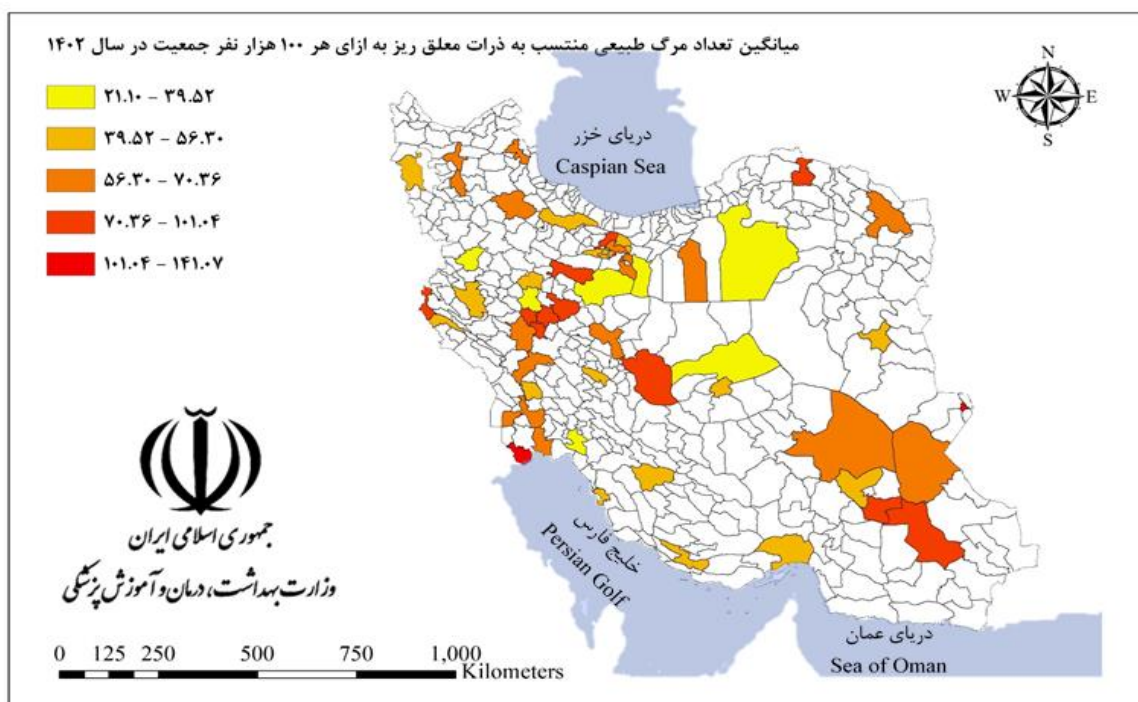 میانگین تعداد مرگ طبیعی منتسب به ذرات معلق ریز به ازای هر ۱۰۰ هزار نفر جمعیت در سال ۱۴۰۲
۲۱.۱۰ – ۳۹.۵۲
۳۹.۵۲ – ۵۶.۳۰
۵۶.۳۰ – ۷۰.۳۶
۷۰.۳۶ – ۱۰۱.۰۴
۱۰۱.۰۴ – ۱۴۱.۰۷
N
W E
S
دریای خزر
Caspian Sea
خلیج فارس
Persian Golf
دریای عمان
Sea of Oman
جمهوری اسلامی ایران
وزارت بهداشت، درمان و آموزش پزشکی
0 125 250 500 750 1,000
Kilometers